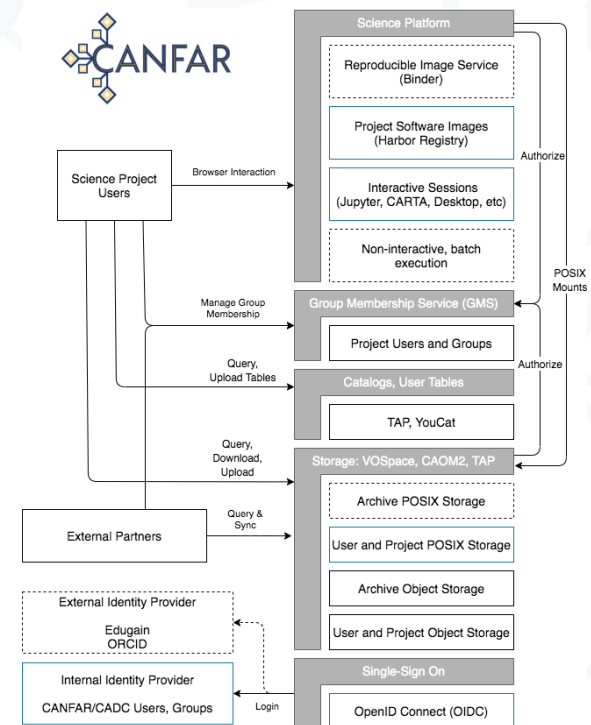 CANFAR
Science Platform
Reproducible Image Service
(Binder)
Project Software Images
(Harbor Registry)
Authorize
Science Project
Users
Browser Interaction
Interactive Sessions
(Jupyter, CARTA, Desktop, etc)
Non-interactive, batch
execution
POSIX
Mounts
Manage Group
Membership
Group Membership Service (GMS)
Project Users and Groups
Query,
Upload Tables
Authorize
Catalogs, User Tables
TAP, YouCat
Query,
Download,
Upload
Storage: VOSpace, CAOM2, TAP
Archive POSIX Storage
External Partners
Query &
Sync
User and Project POSIX Storage
Archive Object Storage
User and Project Object Storage
External Identity Provider
Edugain
ORCID
Single-Sign On
Internal Identity Provider
CANFAR/CADC Users, Groups
Login
OpenID Connect (OIDC)